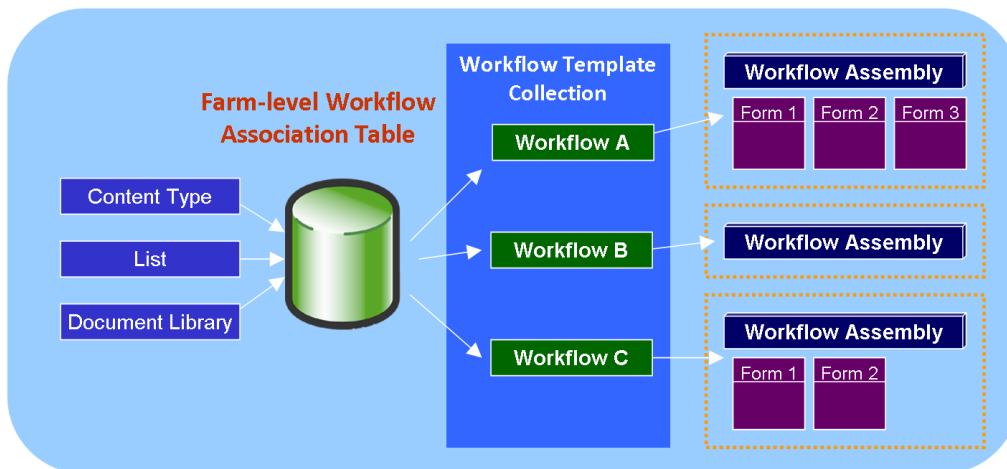 Farm-level Workflow
Association Table
Content Type
List
Document Library
Workflow Template
Collection
Workflow A
Workflow B
Workflow C
Workflow Assembly
Form 1
Form 2
Form 3
Workflow Assembly
Workflow Assembly
Form 1
Form 2